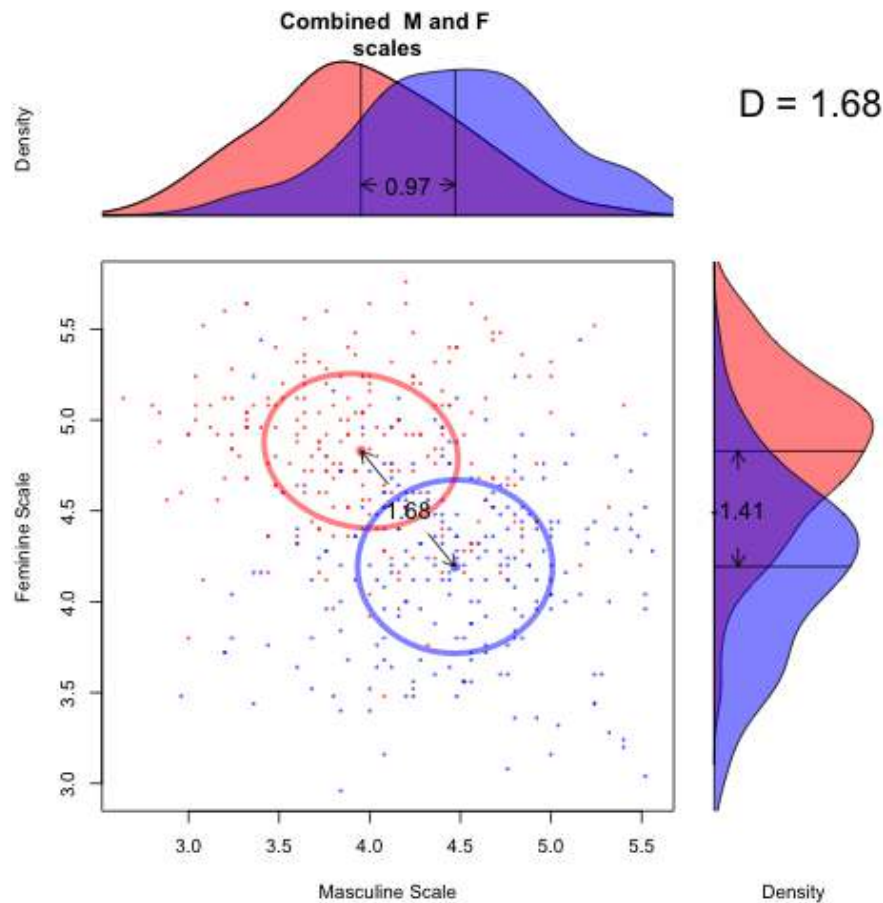 Combined M and F
scales
D = 1.68
Density
0.97
5.5
5.0
4.5
4.0
3.5
3.0
Feminine Scale
1.68
-1.41
3.0
3.5
4.0
4.5
5.0
5.5
Masculine Scale
Density